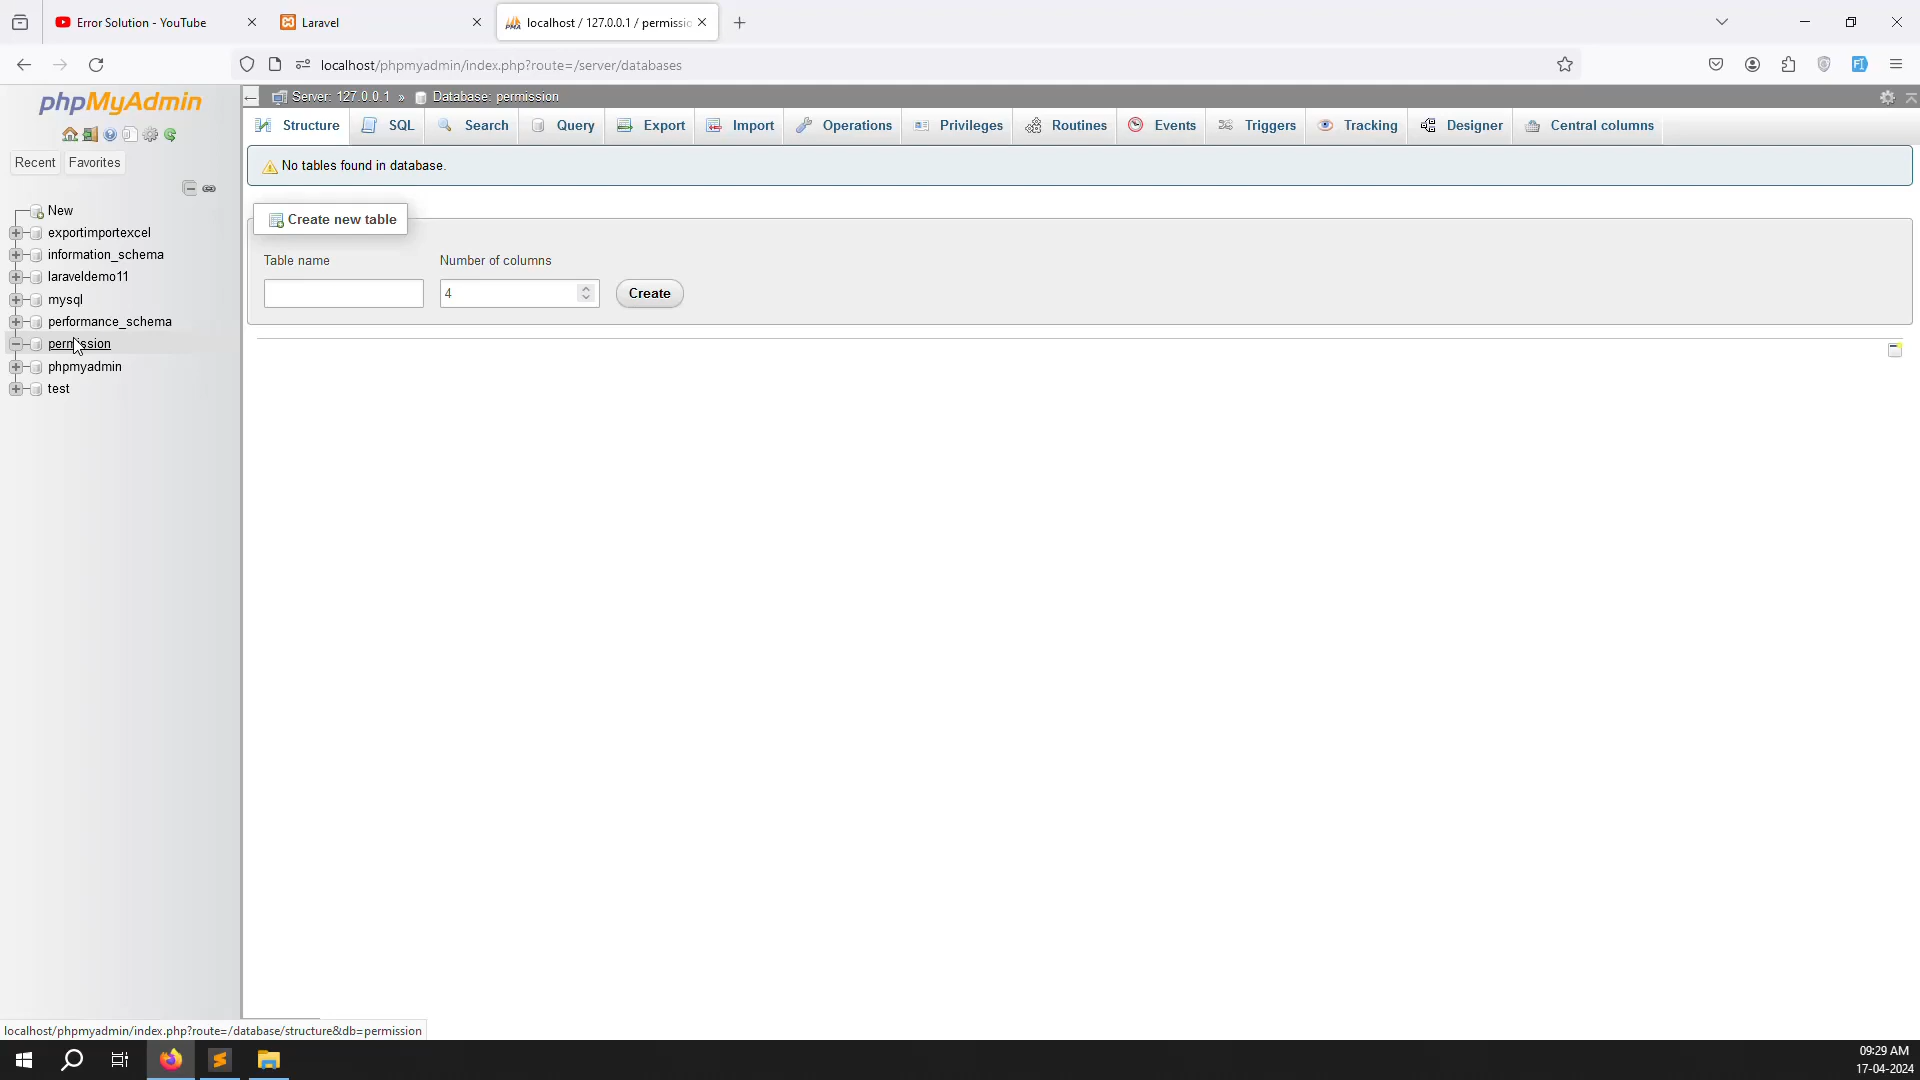 Error Solution - YouTube
Laravel
localhost / 127.0.0.1 / permissio
localhost/phpmyadmin/index.php?route=/server/databases
phpMyAdmin
Server: 127.0.0.1 » Database: permission
Structure SQL Search Query Export Import Operations Privileges Routines Events Triggers Tracking Designer Central columns
Recent Favorites
No tables found in database.
New
exportimportexcel
information_schema
laraveldemo11
mysql
performance_schema
permission
phpmyadmin
test
Create new table
Table name Number of columns
4 Create
localhost/phpmyadmin/index.php?route=/database/structure&db=permission
09:29 AM
17-04-2024